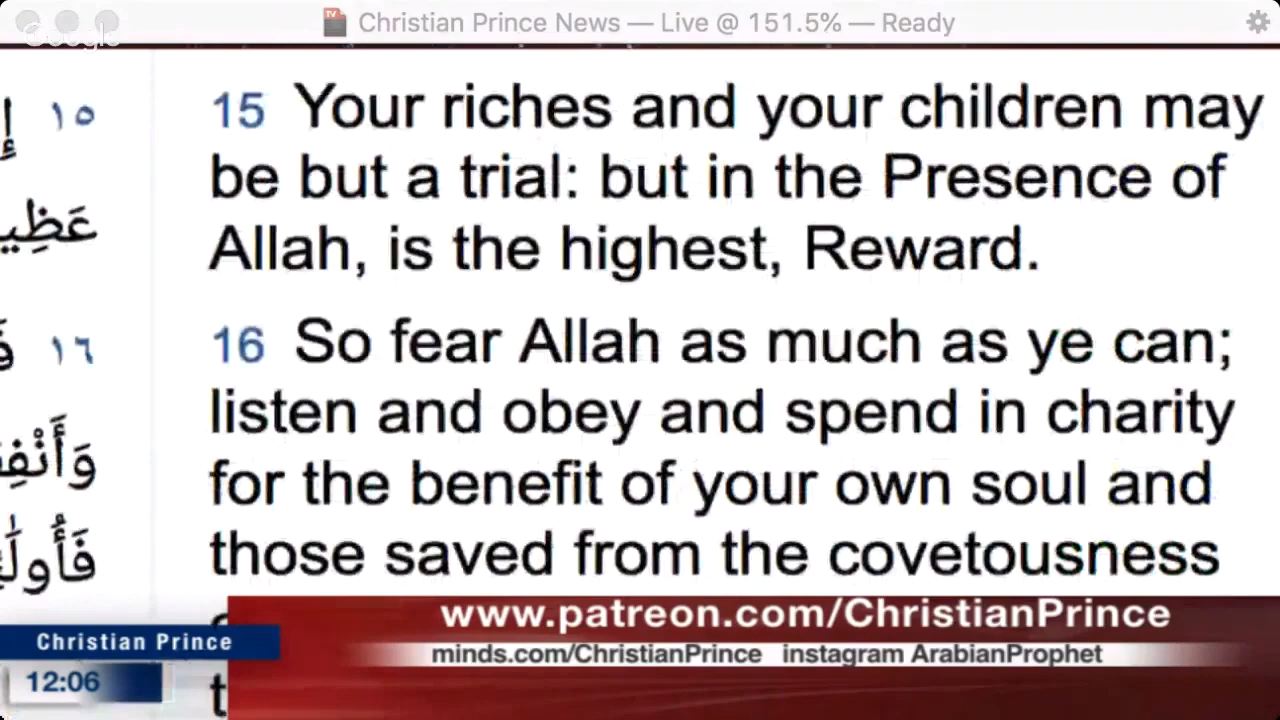 Christian Prince News — Live @ 151.5% — Ready
Google
15 Your riches and your children may
be but a trial: but in the Presence of
Allah, is the highest, Reward.
16 So fear Allah as much as ye can;
listen and obey and spend in charity
for the benefit of your own soul and
those saved from the covetousness
١٥
١٦
www.patreon.com/ChristianPrince
Christian Prince
minds.com/ChristianPrince instagram ArabianProphet
12:06